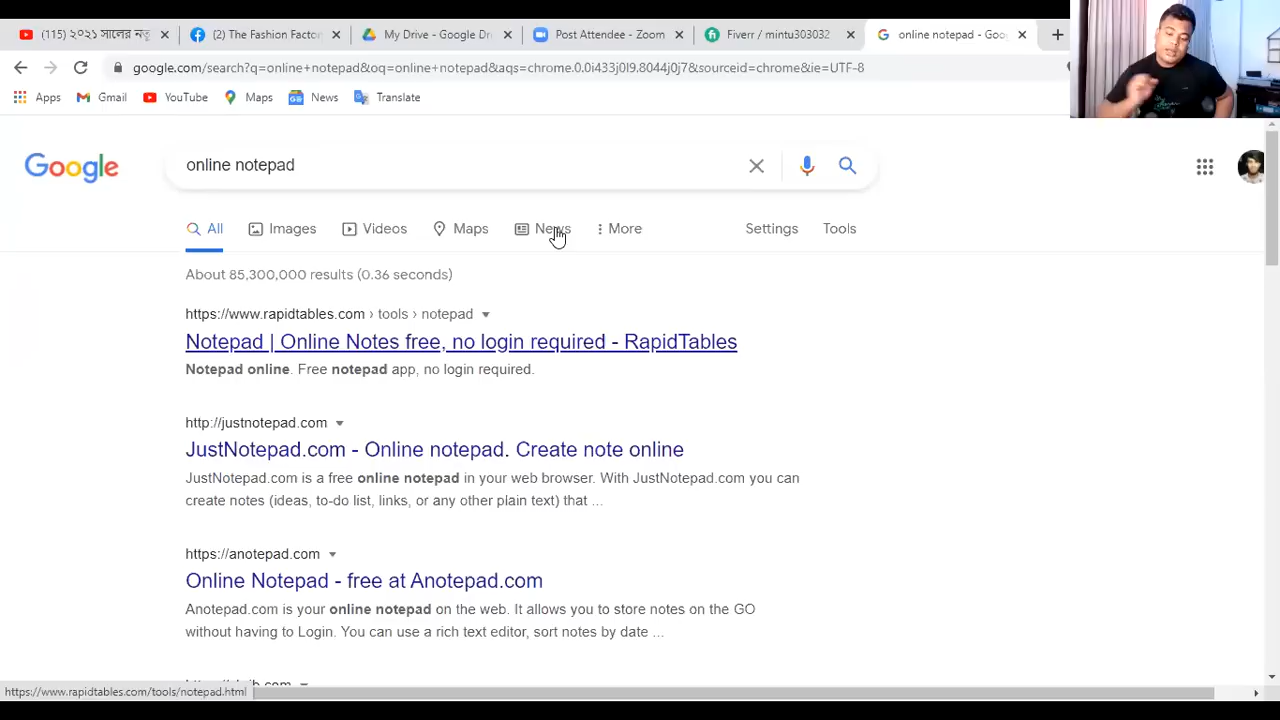 (115) ২০২১ সালের নতু
(2) The Fashion Factor
My Drive - Google Dr
Post Attendee - Zoom
Fiverr / mintu303032
online notepad - Goo
google.com/search?q=online+notepad&oq=online+notepad&aqs=chrome.0.0i433j0l9.8044j0j7&sourceid=chrome&ie=UTF-8
Apps Gmail YouTube Maps News Translate
Google
online notepad
All Images Videos Maps News More Settings Tools
About 85,300,000 results (0.36 seconds)
https://www.rapidtables.com › tools › notepad
Notepad | Online Notes free, no login required - RapidTables
Notepad online. Free notepad app, no login required.
http://justnotepad.com
JustNotepad.com - Online notepad. Create note online
JustNotepad.com is a free online notepad in your web browser. With JustNotepad.com you can
create notes (ideas, to-do list, links, or any other plain text) that ...
https://anotepad.com
Online Notepad - free at Anotepad.com
Anotepad.com is your online notepad on the web. It allows you to store notes on the GO
without having to Login. You can use a rich text editor, sort notes by date ...
https://www.rapidtables.com/tools/notepad.html